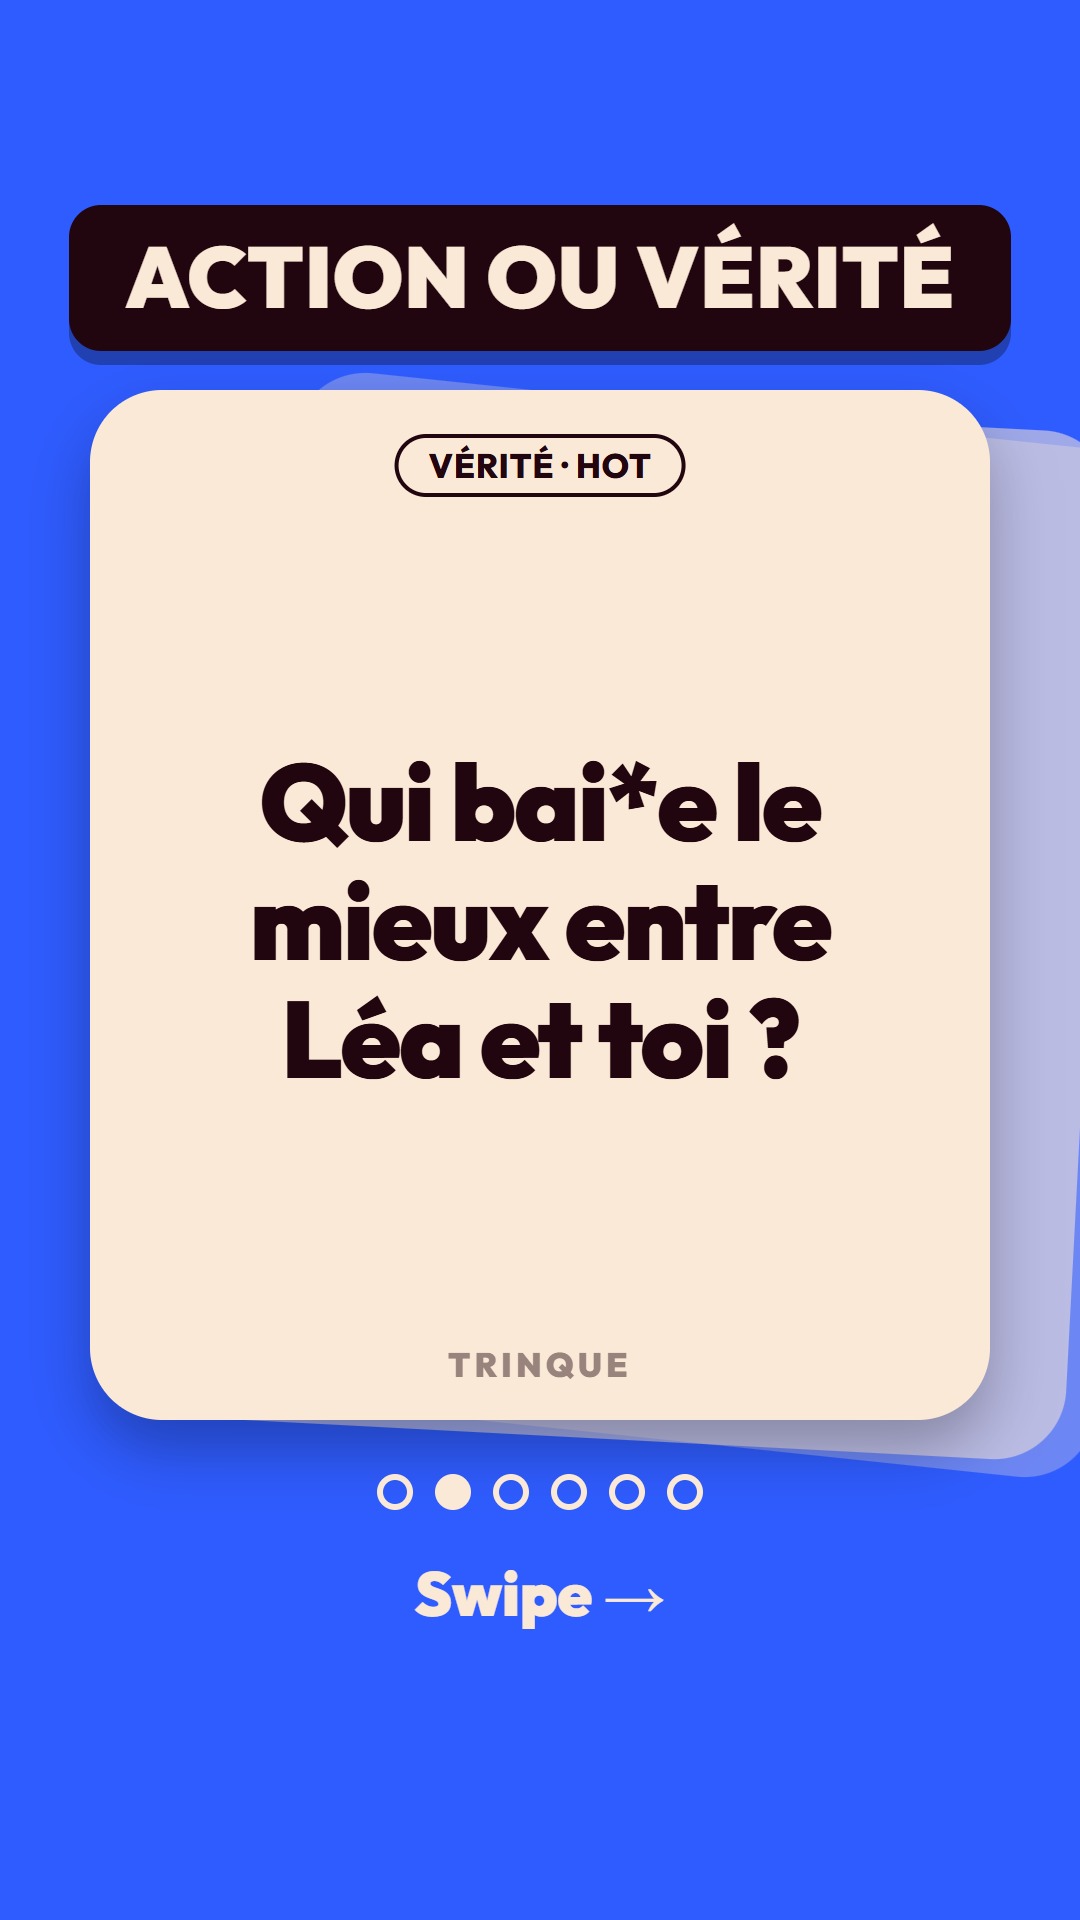 ACTION OU VÉRITÉ
VÉRITÉ · HOT
Qui bai*e le
mieux entre
Léa et toi ?
TRINQUE
Swipe →